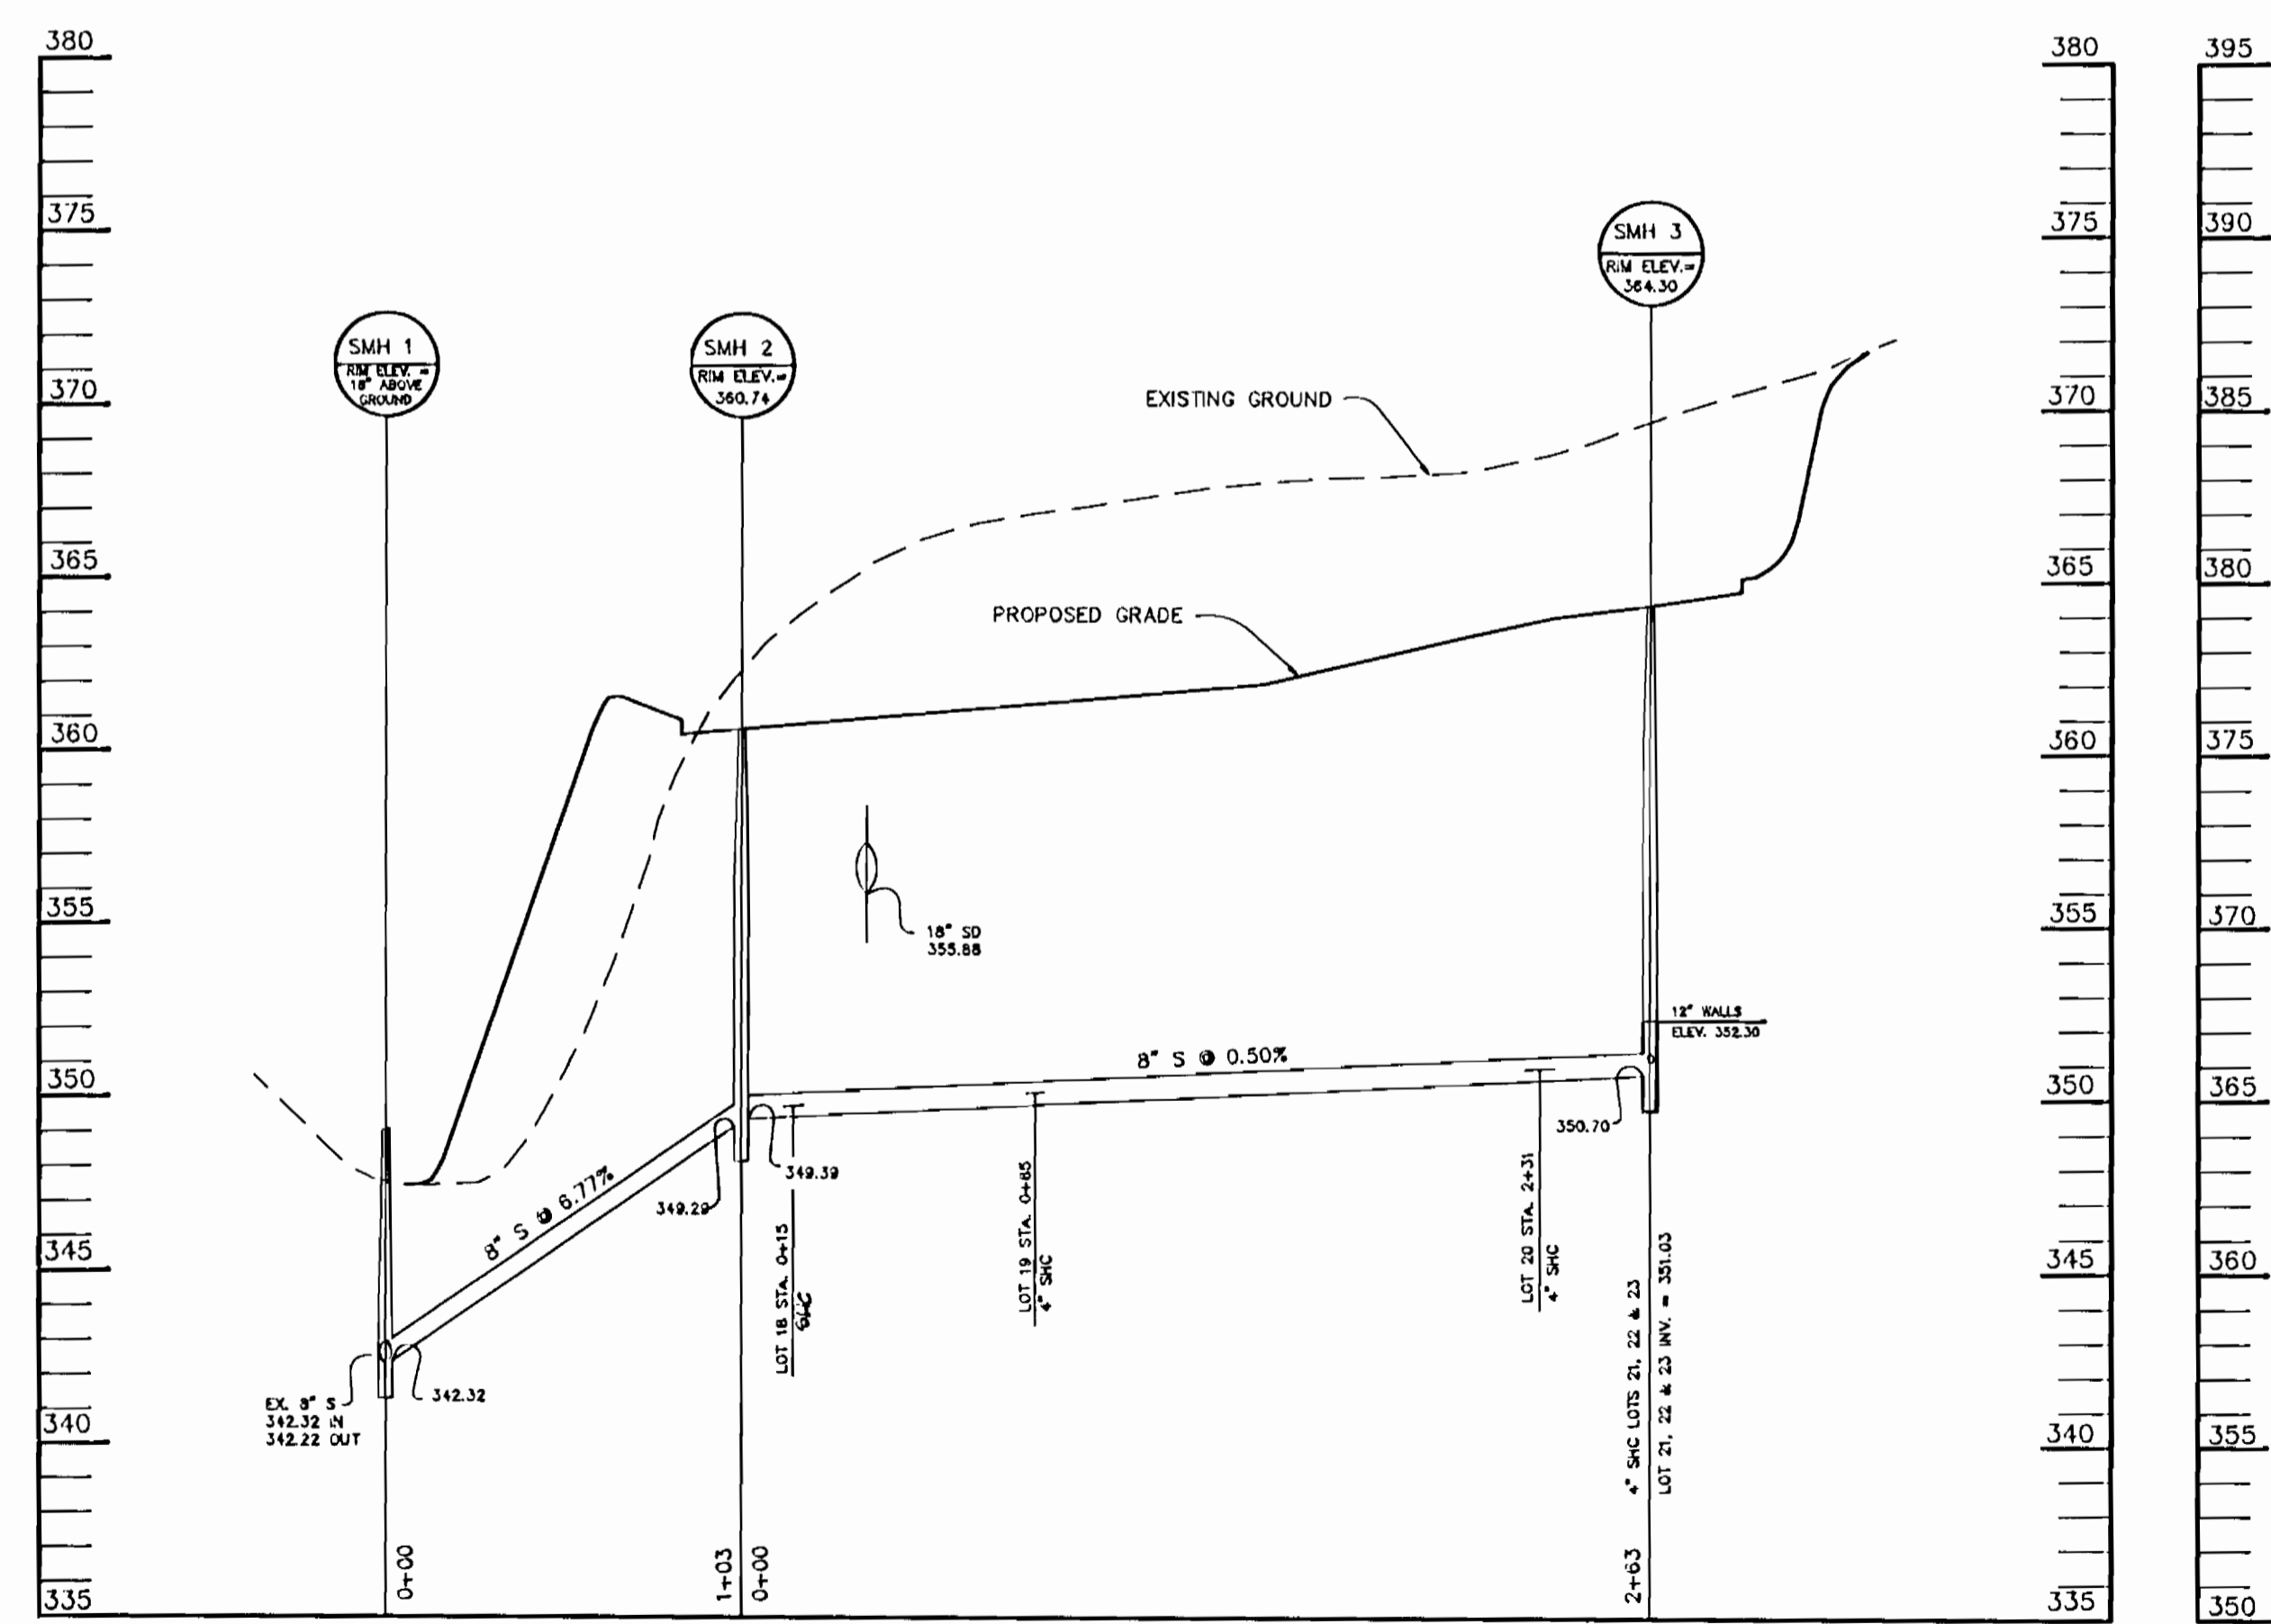 380
375
370
365
360
355
350
345
340
335
SMH 1
RIM ELEV. =
18" ABOVE
GROUND
SMH 2
RIM ELEV.=
360.74
SMH 3
RIM ELEV.=
364.30
EXISTING GROUND
PROPOSED GRADE
18" SD
355.88
12" WALLS
ELEV. 352.30
8" S @ 0.50%
8" S @ 6.77%
349.29
349.39
350.70
342.32
EX. 8" S
342.32 IN
342.22 OUT
LOT 18 STA. 0+15
LOT 19 STA. 0+85
4" SHC
LOT 20 STA. 2+31
4" SHC
4" SHC LOTS 21, 22 & 23
LOT 21, 22 & 23 INV. = 351.03
0+00
1+03
0+00
2+63
380
375
370
365
360
355
350
345
340
335
395
390
385
380
375
370
365
360
355
350